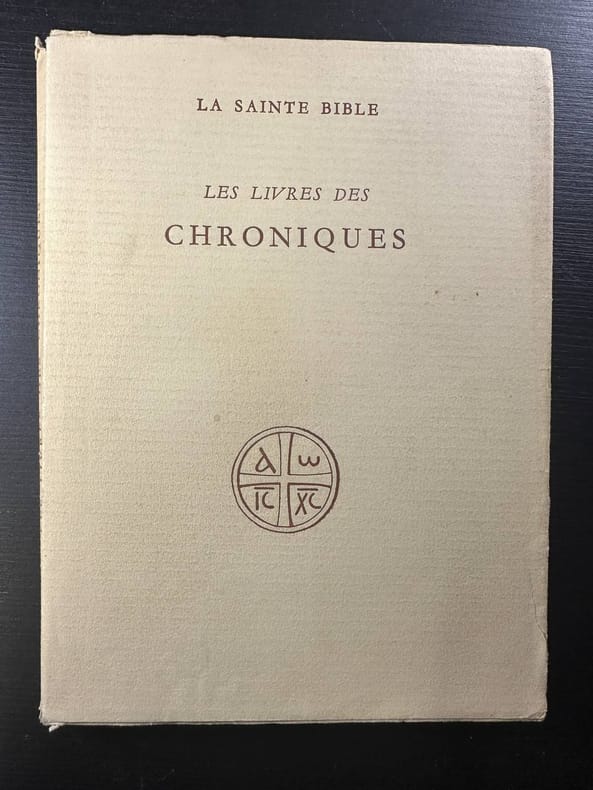 LA SAINTE BIBLE
LES LIVRES DES
CHRONIQUES
α ω
IC XC